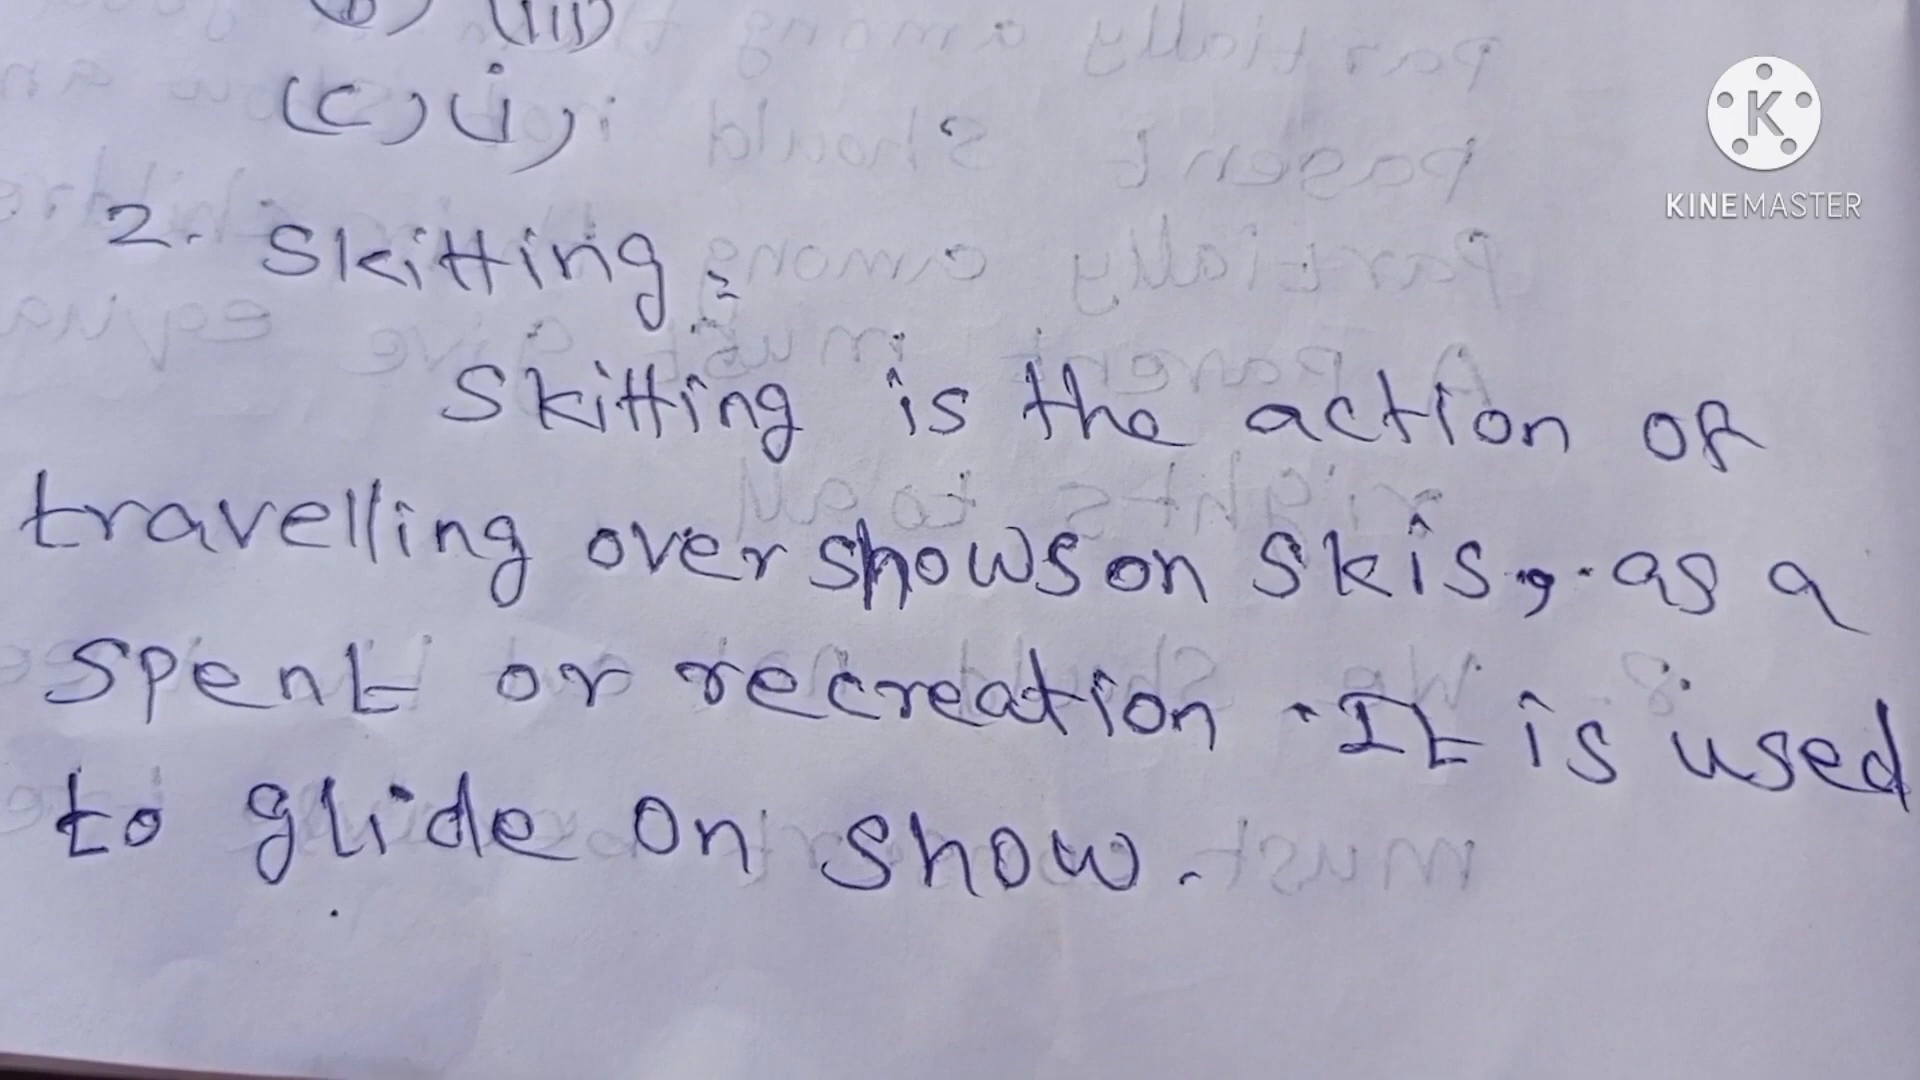 b) (iii)
(c) (i)
KINEMASTER
2. Skitting:
Skitting is the action of
travelling over shows on skis, as a
spent or recreation. It is used
to glide on show.